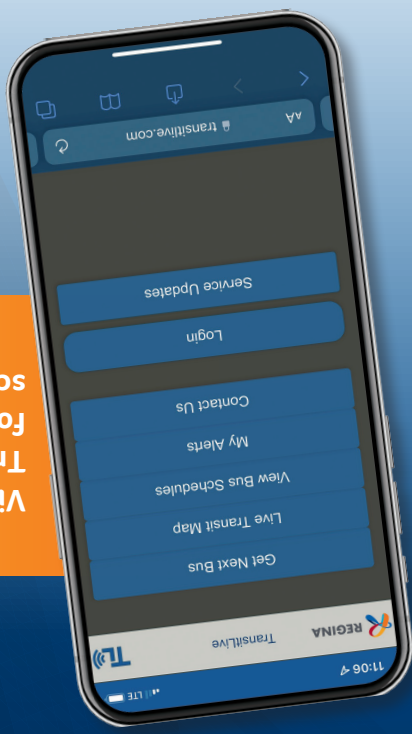 11:06 LTE
REGINA TransitLive TL
Get Next Bus
Live Transit Map
View Bus Schedules
My Alerts
Contact Us
Login
Service Updates
AA transitlive.com